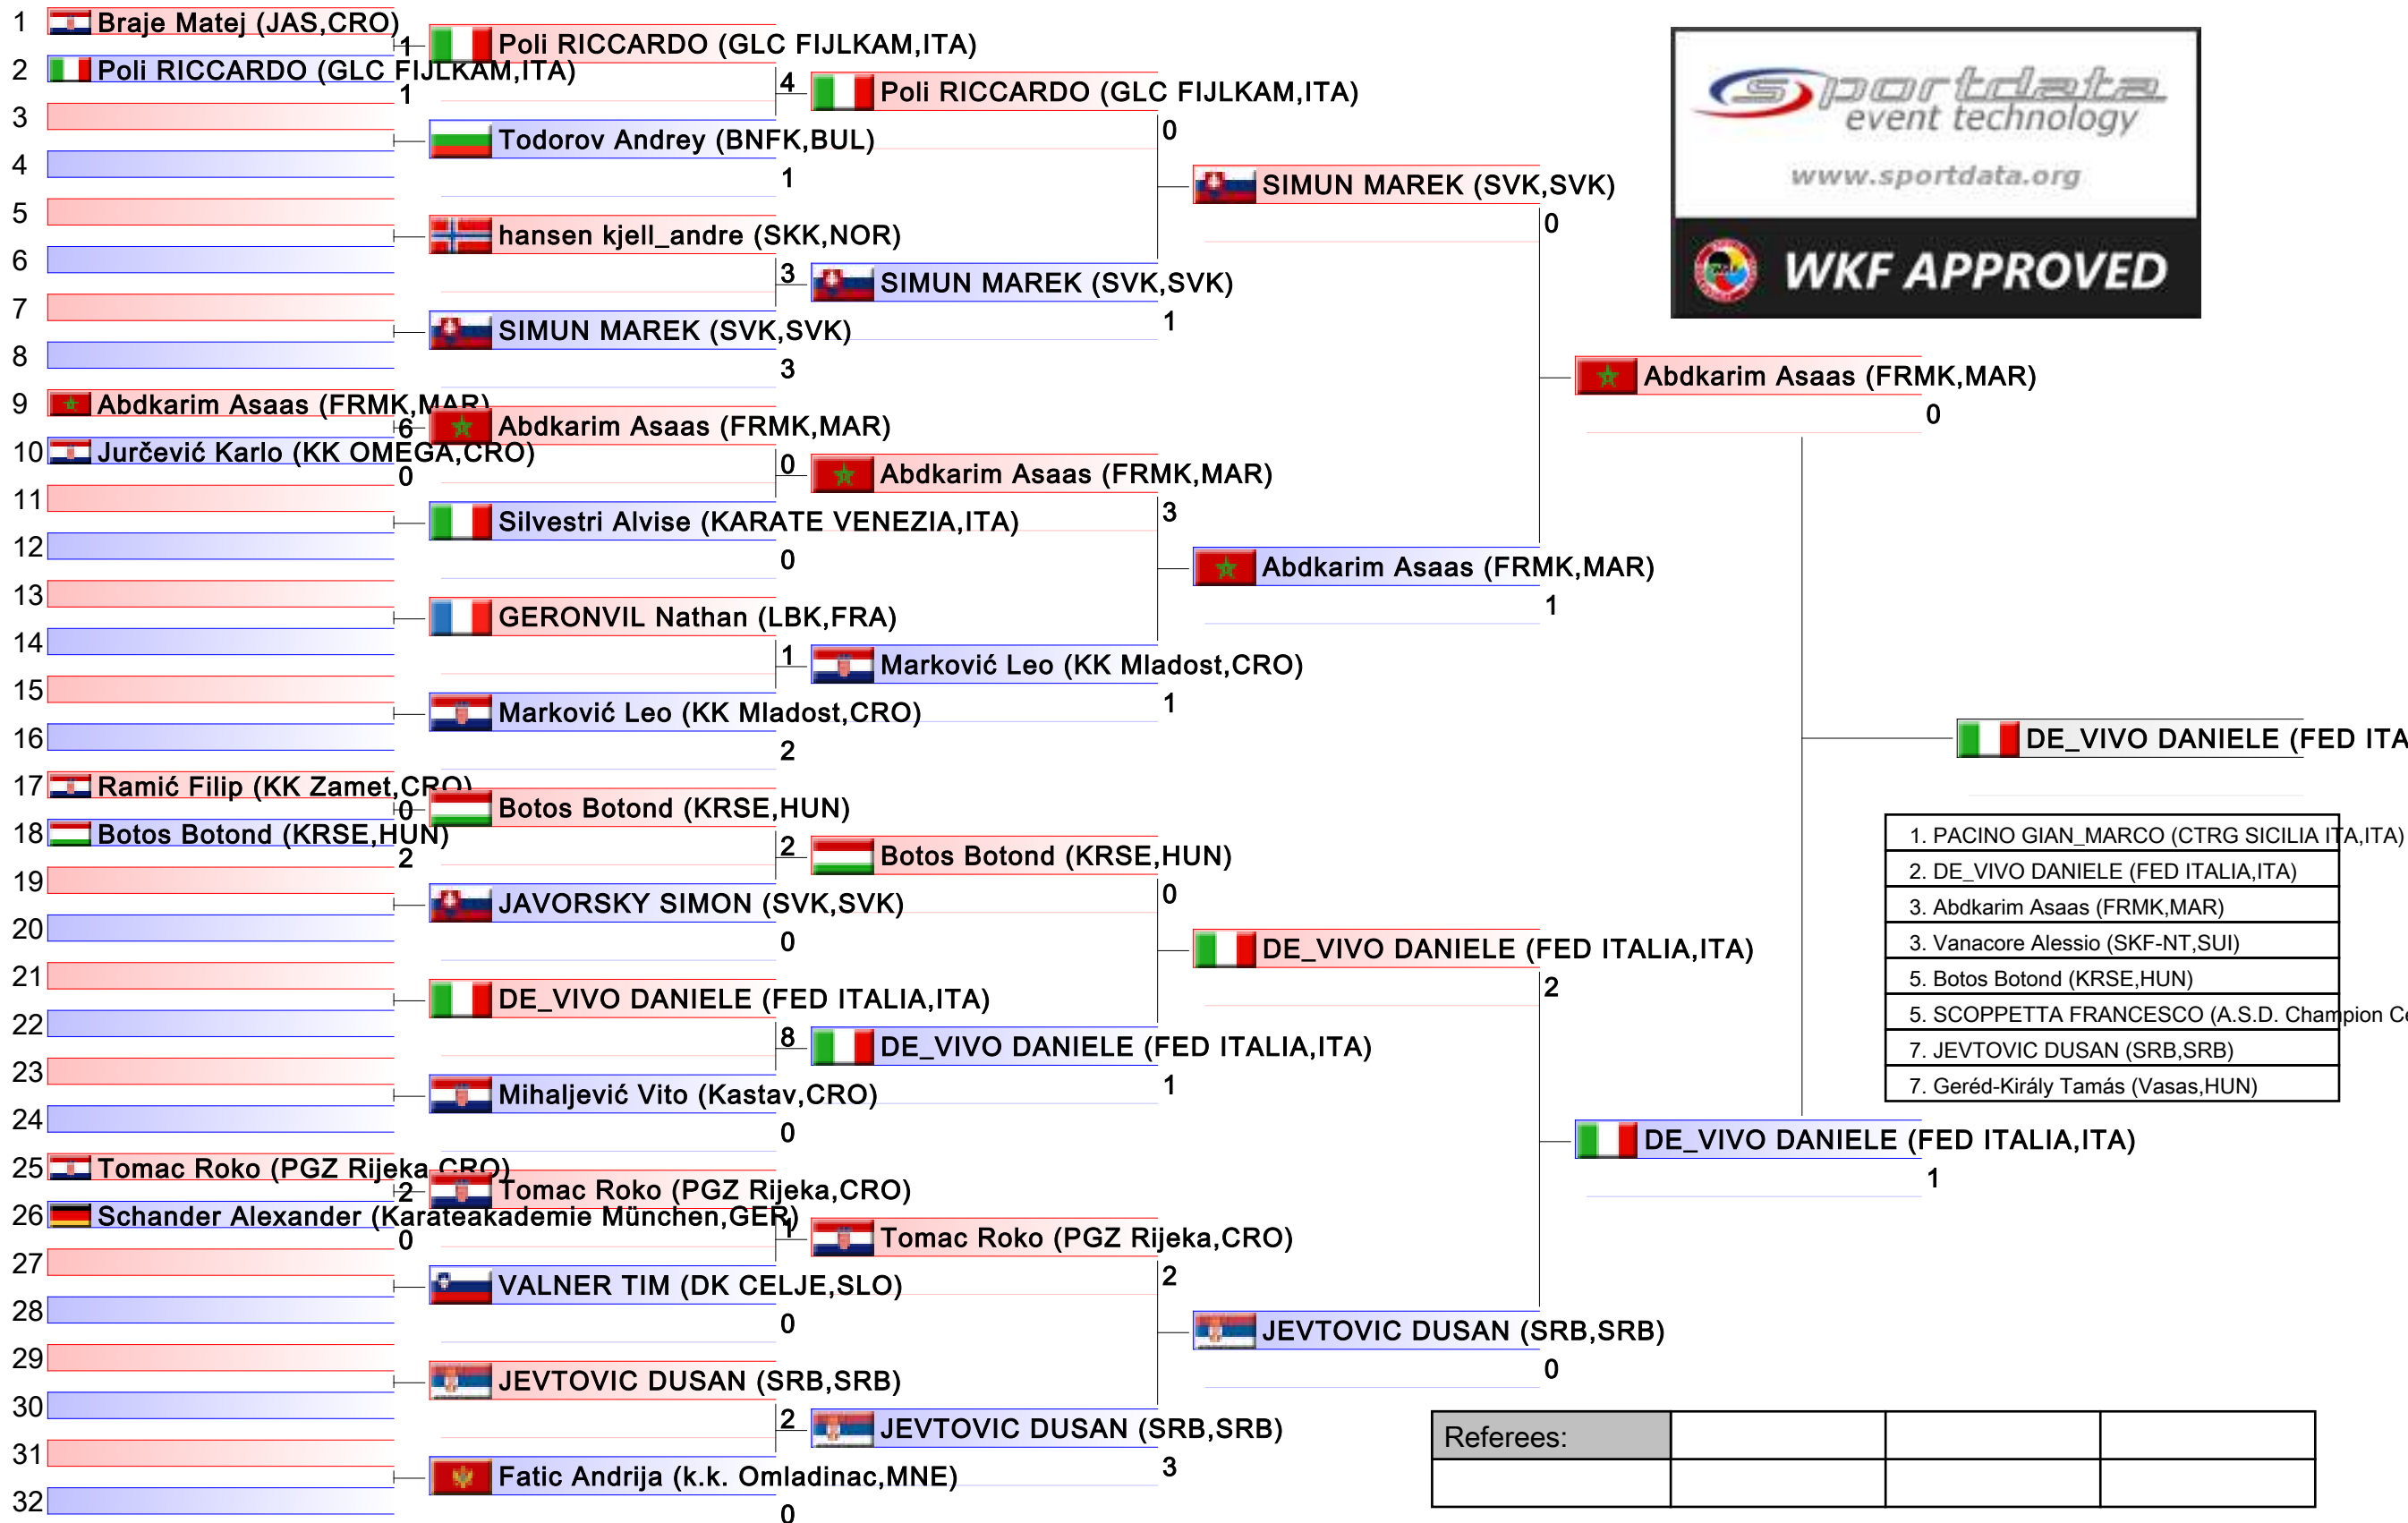 1 Braje Matej (JAS,CRO)
1
2 Poli RICCARDO (GLC FIJLKAM,ITA)
1
3
4
5
6
7
8
9 Abdkarim Asaas (FRMK,MAR)
6
10 Jurčević Karlo (KK OMEGA,CRO)
0
11
12
13
14
15
16
17 Ramić Filip (KK Zamet,CRO)
0
18 Botos Botond (KRSE,HUN)
2
19
20
21
22
23
24
25 Tomac Roko (PGZ Rijeka,CRO)
2
26 Schander Alexander (Karateakademie München,GER)
0
27
28
29
30
31
32
Poli RICCARDO (GLC FIJLKAM,ITA)
4
Todorov Andrey (BNFK,BUL)
1
hansen kjell_andre (SKK,NOR)
3
SIMUN MAREK (SVK,SVK)
3
Abdkarim Asaas (FRMK,MAR)
0
Silvestri Alvise (KARATE VENEZIA,ITA)
0
GERONVIL Nathan (LBK,FRA)
1
Marković Leo (KK Mladost,CRO)
2
Botos Botond (KRSE,HUN)
2
JAVORSKY SIMON (SVK,SVK)
0
DE_VIVO DANIELE (FED ITALIA,ITA)
8
Mihaljević Vito (Kastav,CRO)
0
Tomac Roko (PGZ Rijeka,CRO)
1
VALNER TIM (DK CELJE,SLO)
0
JEVTOVIC DUSAN (SRB,SRB)
2
Fatic Andrija (k.k. Omladinac,MNE)
0
Poli RICCARDO (GLC FIJLKAM,ITA)
0
SIMUN MAREK (SVK,SVK)
1
Abdkarim Asaas (FRMK,MAR)
3
Marković Leo (KK Mladost,CRO)
1
Botos Botond (KRSE,HUN)
0
DE_VIVO DANIELE (FED ITALIA,ITA)
1
Tomac Roko (PGZ Rijeka,CRO)
2
JEVTOVIC DUSAN (SRB,SRB)
3
SIMUN MAREK (SVK,SVK)
0
Abdkarim Asaas (FRMK,MAR)
1
DE_VIVO DANIELE (FED ITALIA,ITA)
2
JEVTOVIC DUSAN (SRB,SRB)
0
Abdkarim Asaas (FRMK,MAR)
0
DE_VIVO DANIELE (FED ITALIA,ITA)
1
DE_VIVO DANIELE (FED ITA
sportdata
event technology
www.sportdata.org
WKF APPROVED
1. PACINO GIAN_MARCO (CTRG SICILIA ITA,ITA)
2. DE_VIVO DANIELE (FED ITALIA,ITA)
3. Abdkarim Asaas (FRMK,MAR)
3. Vanacore Alessio (SKF-NT,SUI)
5. Botos Botond (KRSE,HUN)
5. SCOPPETTA FRANCESCO (A.S.D. Champion Ce
7. JEVTOVIC DUSAN (SRB,SRB)
7. Geréd-Király Tamás (Vasas,HUN)
Referees: